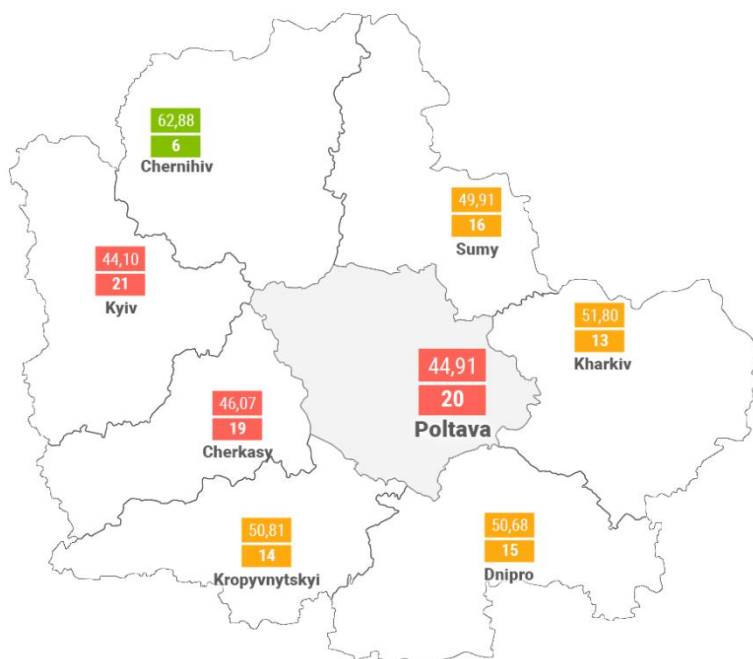 62,88
6
Chernihiv
49,91
16
Sumy
44,10
21
Kyiv
51,80
13
Kharkiv
44,91
20
Poltava
46,07
19
Cherkasy
50,81
14
Kropyvnytskyi
50,68
15
Dnipro